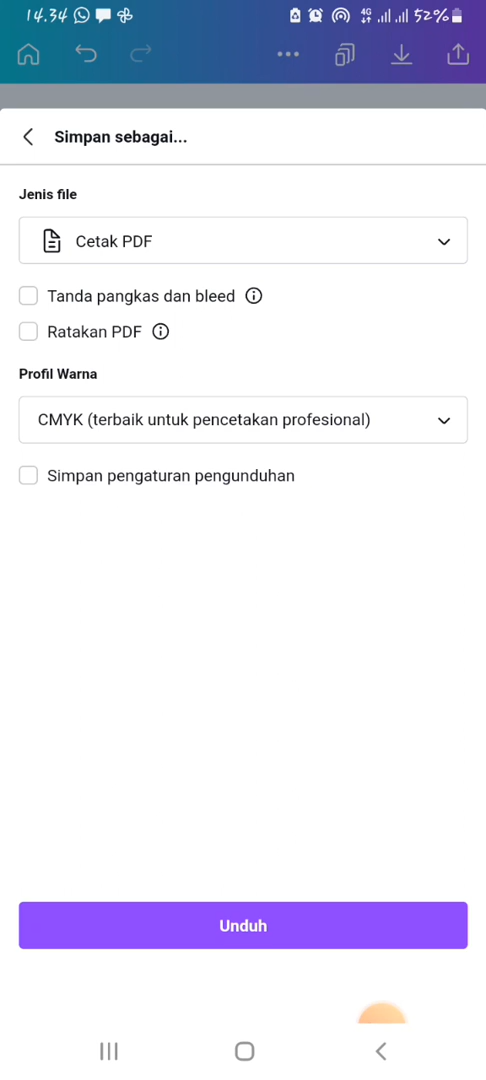 14.34
4G
52%
Simpan sebagai...
Jenis file
Cetak PDF
Tanda pangkas dan bleed
Ratakan PDF
Profil Warna
CMYK (terbaik untuk pencetakan profesional)
Simpan pengaturan pengunduhan
Unduh